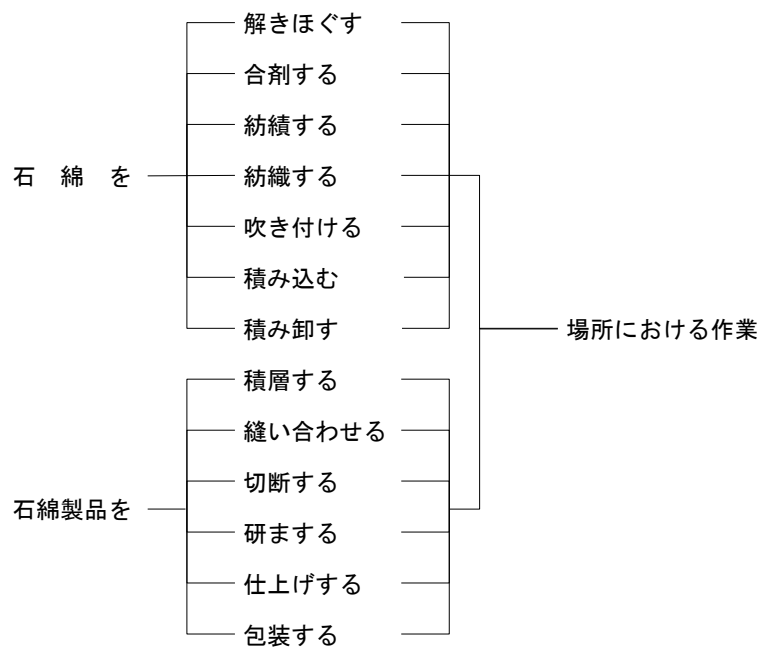 解きほぐす
合剤する
紡績する
石綿を
紡織する
吹き付ける
積み込む
積み卸す
場所における作業
積層する
縫い合わせる
切断する
石綿製品を
研まする
仕上げする
包装する